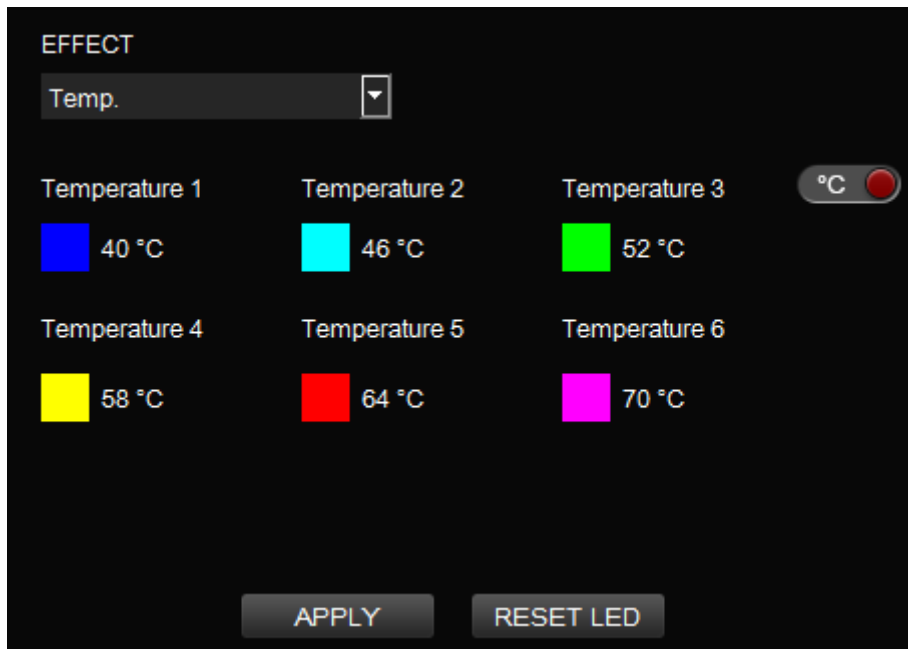 EFFECT
Temp.
Temperature 1 Temperature 2 Temperature 3 °C
40 °C 46 °C 52 °C
Temperature 4 Temperature 5 Temperature 6
58 °C 64 °C 70 °C
APPLY RESET LED